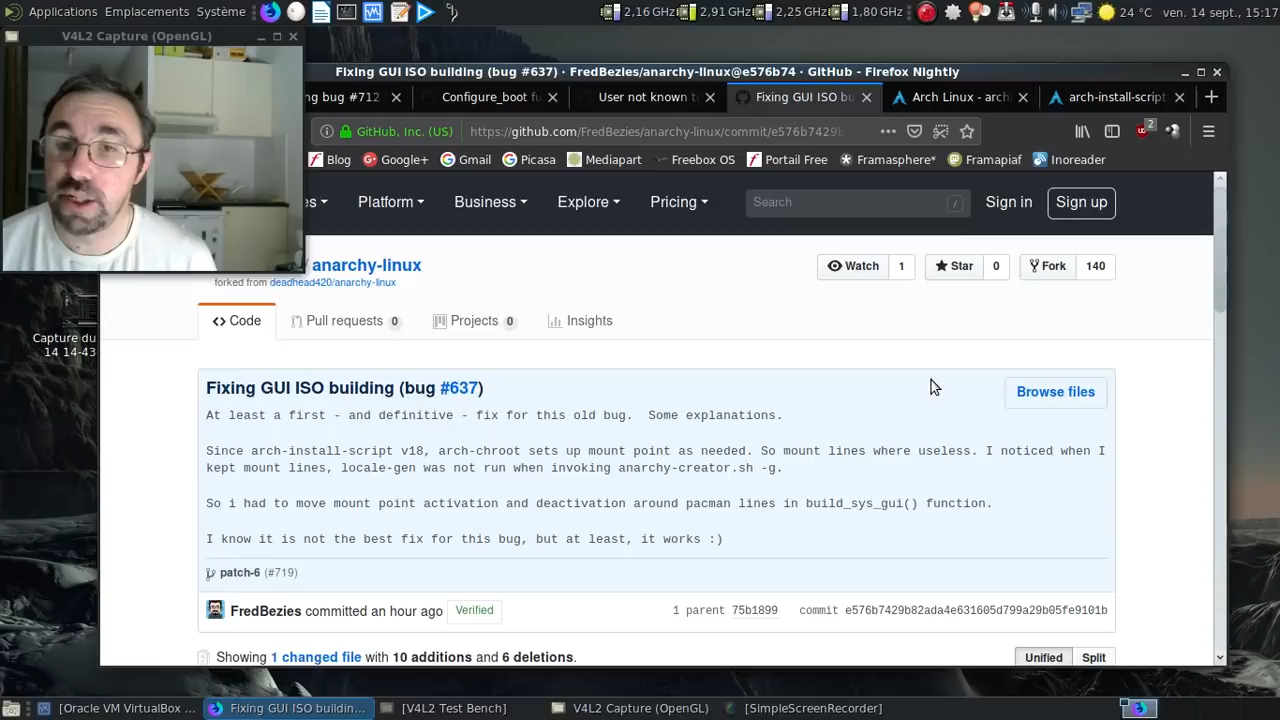 Applications Emplacements Système 2,16 GHz 2,91 GHz 2,25 GHz 1,80 GHz 24 °C ven. 14 sept., 15:17
V4L2 Capture (OpenGL)
Fixing GUI ISO building (bug #637) · FredBezies/anarchy-linux@e576b74 · GitHub - Firefox Nightly
ng bug #712 Configure_boot fu User not known to Fixing GUI ISO bu Arch Linux - arch arch-install-script
GitHub, Inc. (US) https://github.com/FredBezies/anarchy-linux/commit/e576b7429b
Blog Google+ Gmail Picasa Mediapart Freebox OS Portail Free Framasphère* Framapiaf Inoreader
es Platform Business Explore Pricing Search / Sign in Sign up
/ anarchy-linux Watch 1 Star 0 Fork 140
forked from deadhead420/anarchy-linux
Code Pull requests 0 Projects 0 Insights
Capture du
14 14-43
Fixing GUI ISO building (bug #637)
Browse files
At least a first - and definitive - fix for this old bug. Some explanations.
Since arch-install-script v18, arch-chroot sets up mount point as needed. So mount lines where useless. I noticed when I
kept mount lines, locale-gen was not run when invoking anarchy-creator.sh -g.
So i had to move mount point activation and deactivation around pacman lines in build_sys_gui() function.
I know it is not the best fix for this bug, but at least, it works :)
patch-6 (#719)
FredBezies committed an hour ago Verified 1 parent 75b1899 commit e576b7429b82ada4e631605d799a29b05fe9101b
Showing 1 changed file with 10 additions and 6 deletions. Unified Split
[Oracle VM VirtualBox ... Fixing GUI ISO buildin... [V4L2 Test Bench] V4L2 Capture (OpenGL) [SimpleScreenRecorder]